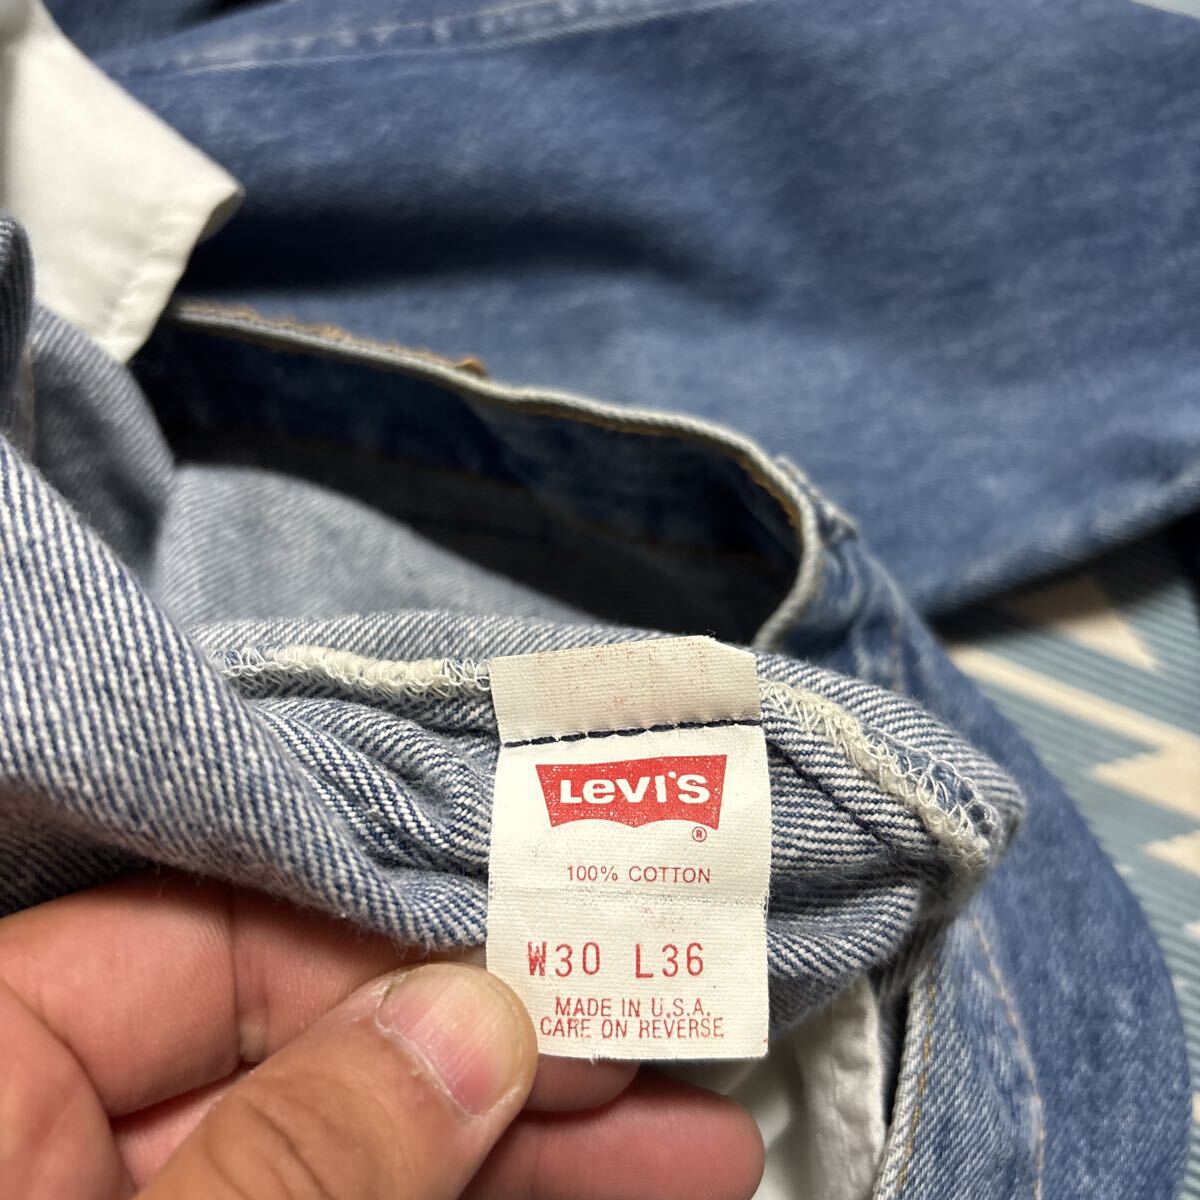 Levi's
®
100% COTTON
W30 L36
MADE IN U.S.A.
CARE ON REVERSE